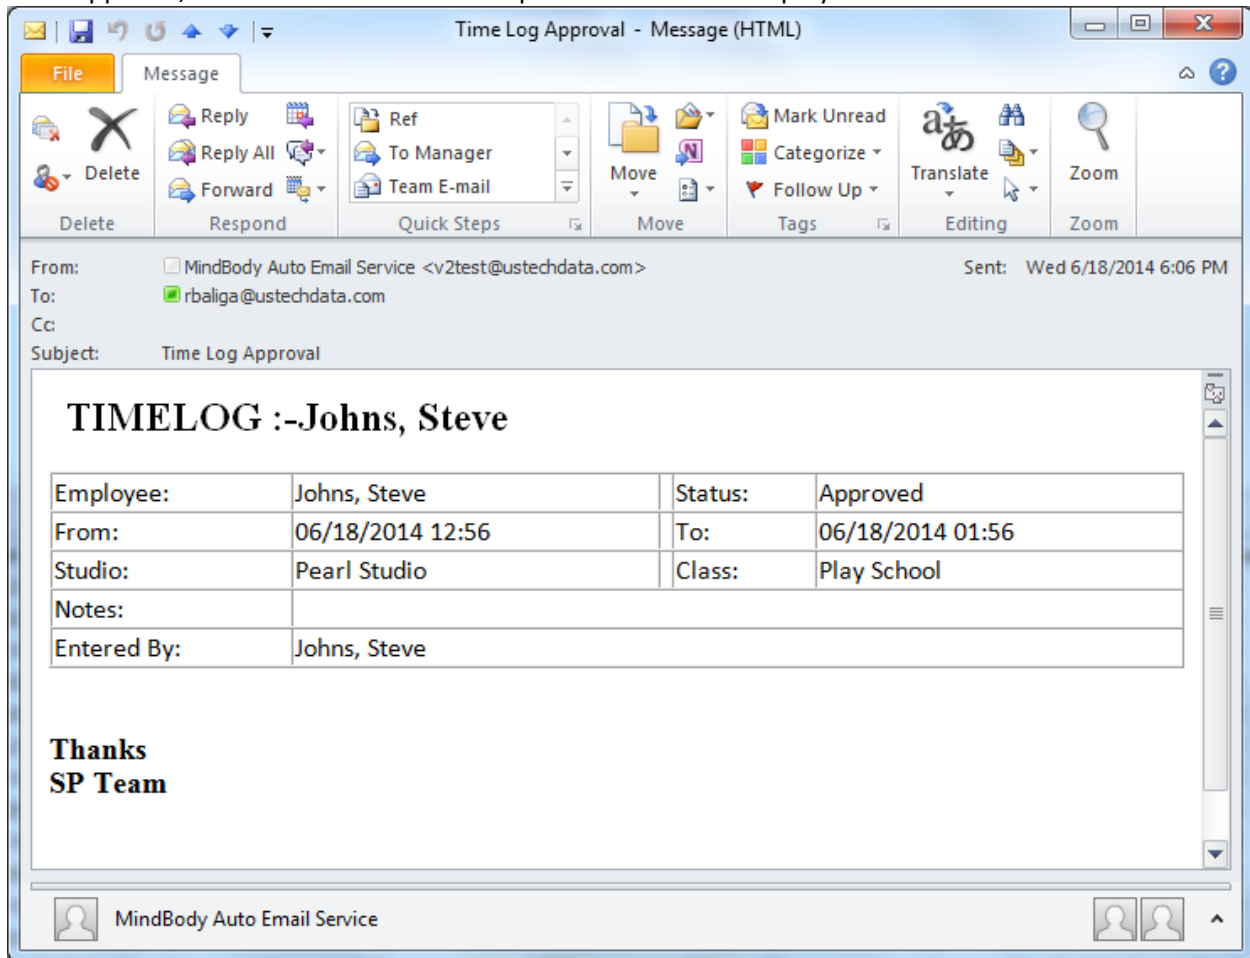 Time Log Approval - Message (HTML)
File Message
Reply Ref Mark Unread
Delete Reply All To Manager Move Categorize Translate Zoom
Forward Team E-mail Follow Up
Delete Respond Quick Steps Move Tags Editing Zoom
From: MindBody Auto Email Service <v2test@ustechdata.com> Sent: Wed 6/18/2014 6:06 PM
To: rbaliga@ustechdata.com
Cc:
Subject: Time Log Approval
TIMELOG :-Johns, Steve
Employee: Johns, Steve Status: Approved
From: 06/18/2014 12:56 To: 06/18/2014 01:56
Studio: Pearl Studio Class: Play School
Notes:
Entered By: Johns, Steve
Thanks
SP Team
MindBody Auto Email Service